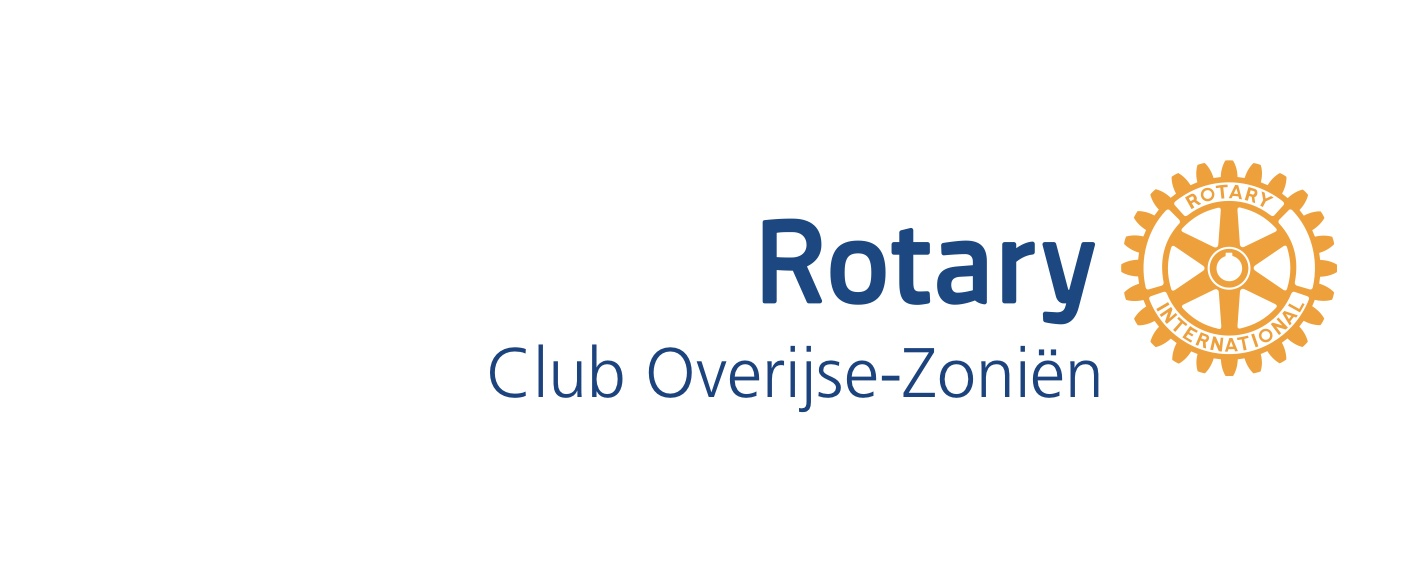 Rotary
Club Overijse-Zoniën
ROTARY
INTERNATIONAL